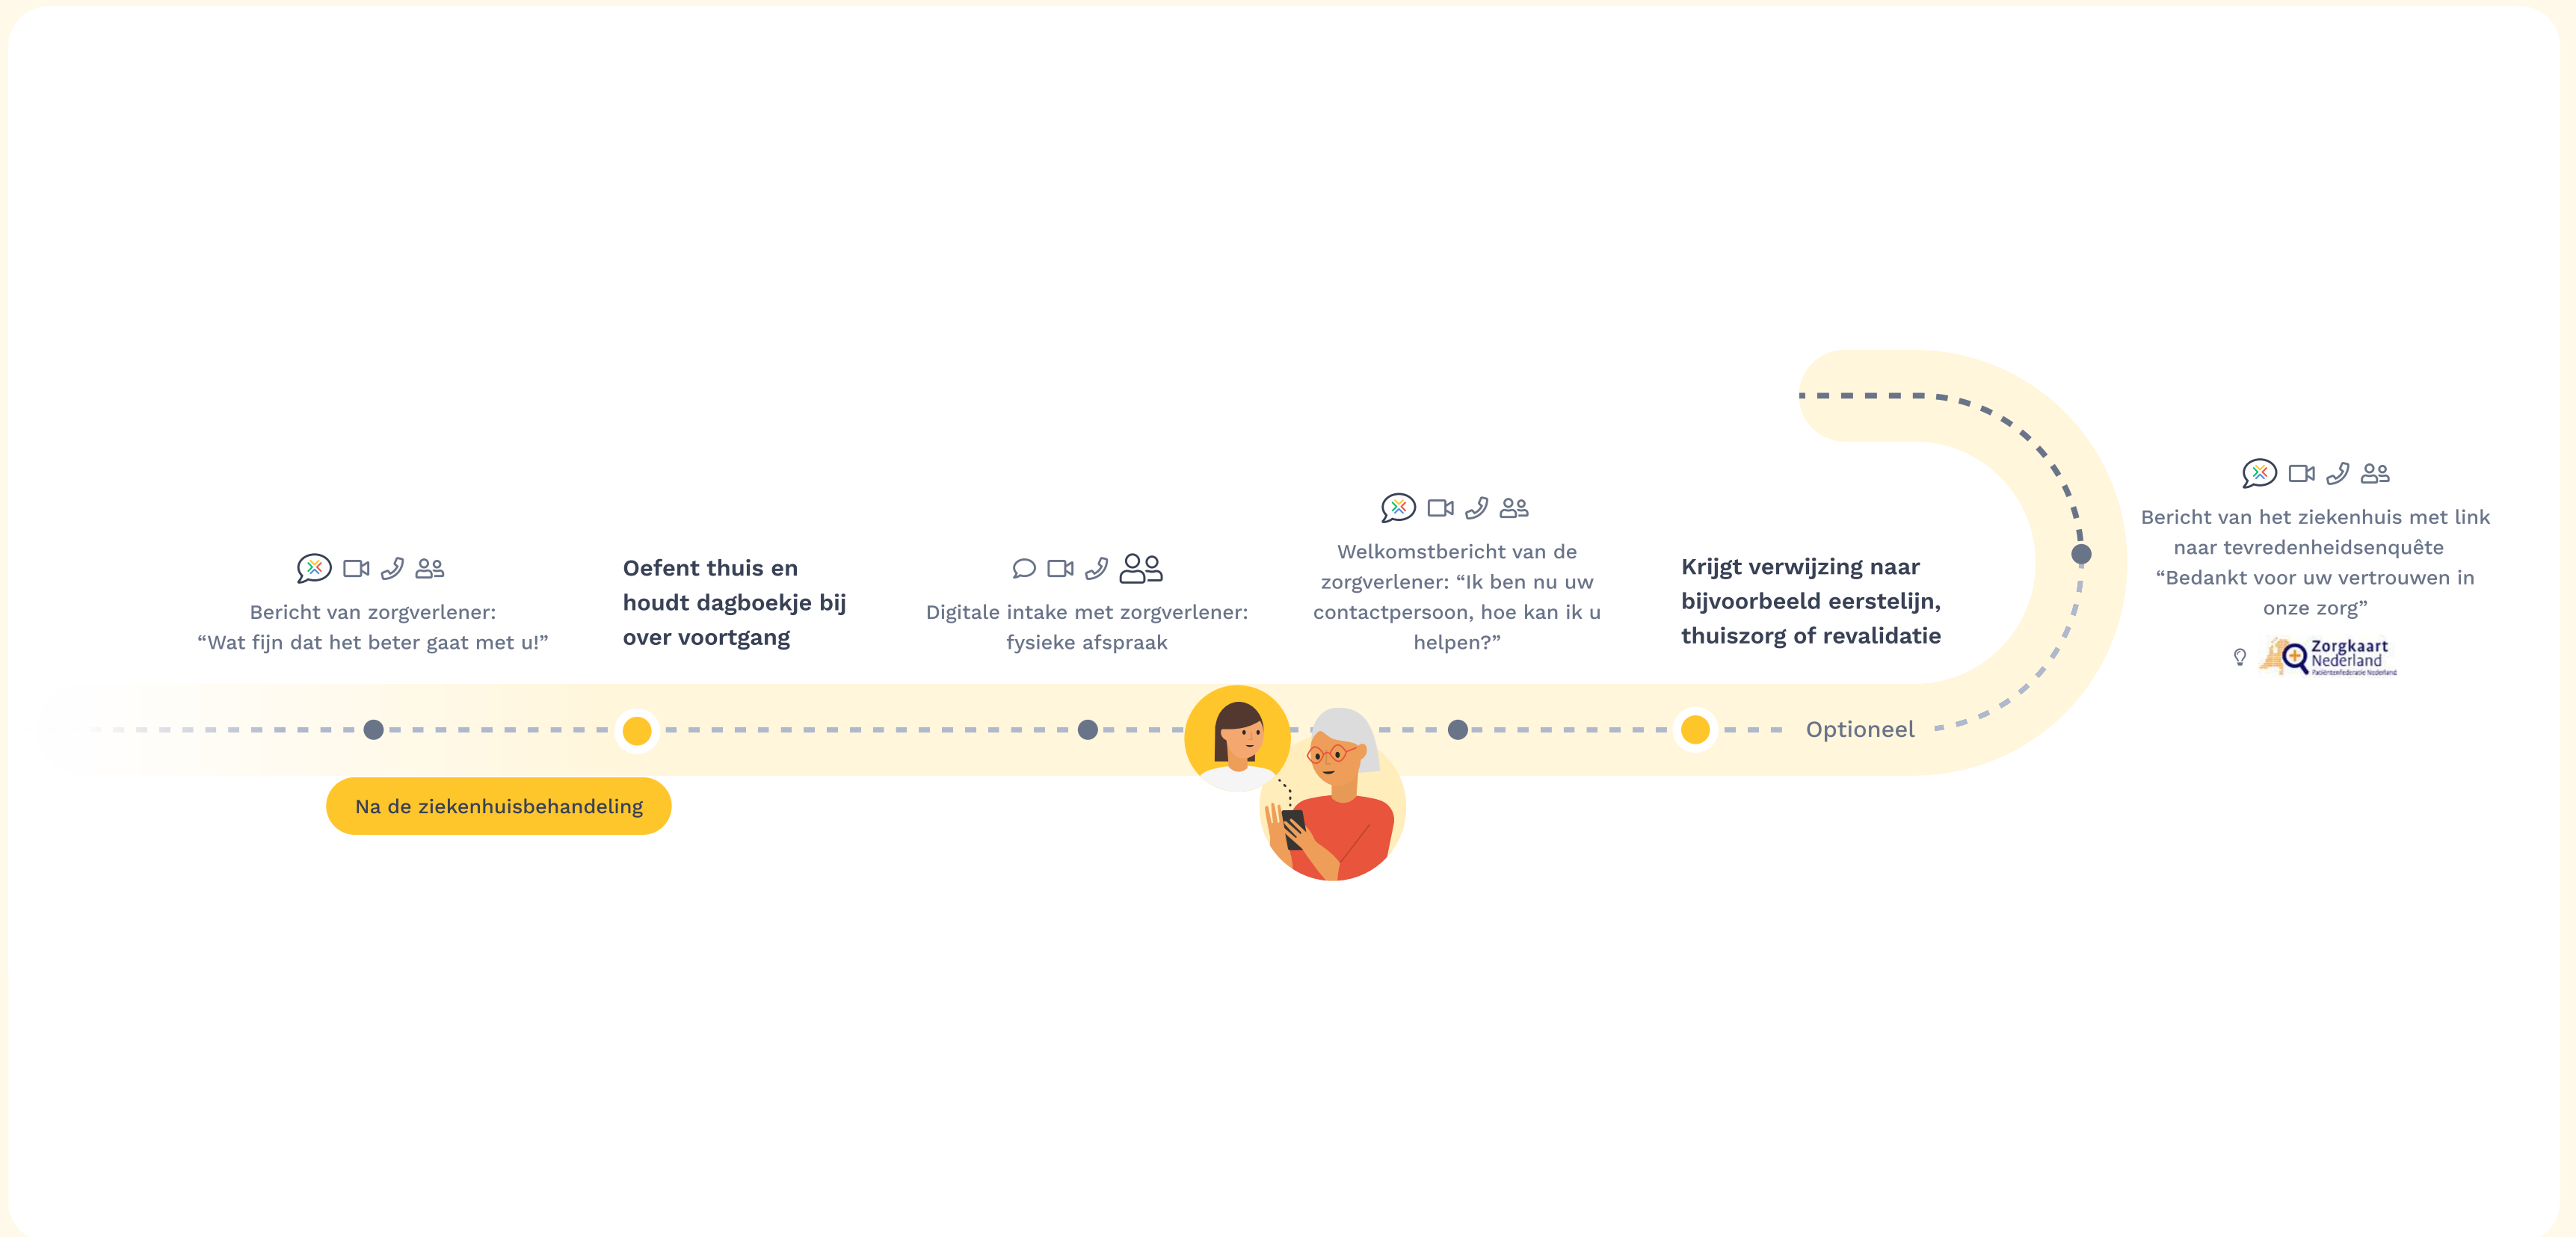 Bericht van zorgverlener:
“Wat fijn dat het beter gaat met u!”
Oefent thuis en
houdt dagboekje bij
over voortgang
Digitale intake met zorgverlener:
fysieke afspraak
Welkomstbericht van de
zorgverlener: “Ik ben nu uw
contactpersoon, hoe kan ik u
helpen?”
Krijgt verwijzing naar
bijvoorbeeld eerstelijn,
thuiszorg of revalidatie
Bericht van het ziekenhuis met link
naar tevredenheidsenquête
“Bedankt voor uw vertrouwen in
onze zorg”
Zorgkaart
Nederland
Patiëntenfederatie Nederland
Optioneel
Na de ziekenhuisbehandeling